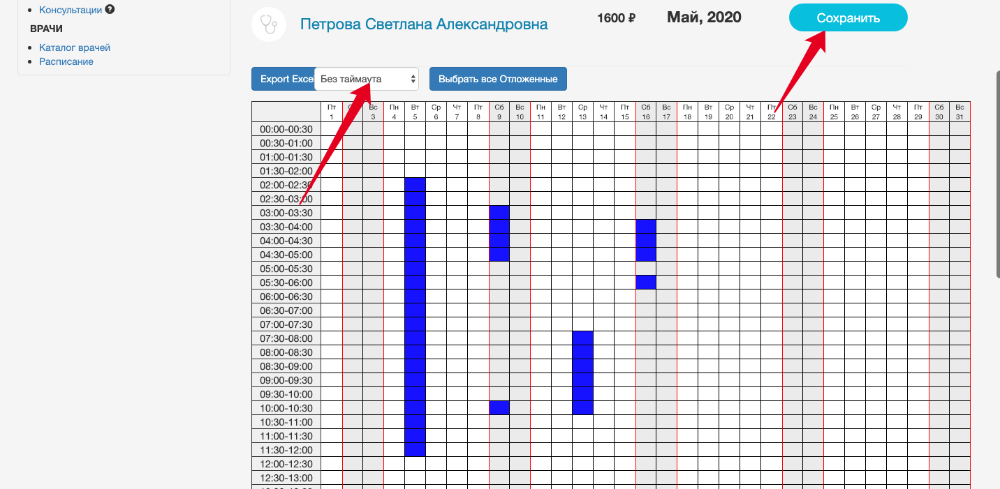 Консультации ?
ВРАЧИ
Каталог врачей
Расписание
Петрова Светлана Александровна
1600 ₽
Май, 2020
Сохранить
Export Excel
Без таймаута
Выбрать все Отложенные
Пт Вс Пн Вт Ср Чт Пт Сб Вс Пн Вт Ср Чт Пт Сб Вс Пн Вт Ср Чт Пт Сб Вс Пн Вт Ср Чт Пт Сб Вс
1 3 4 5 6 7 8 9 10 11 12 13 14 15 16 17 18 19 20 21 22 23 24 25 26 27 28 29 30 31
00:00-00:30
00:30-01:00
01:00-01:30
01:30-02:00
02:00-02:30
02:30-03:00
03:00-03:30
03:30-04:00
04:00-04:30
04:30-05:00
05:00-05:30
05:30-06:00
06:00-06:30
06:30-07:00
07:00-07:30
07:30-08:00
08:00-08:30
08:30-09:00
09:00-09:30
09:30-10:00
10:00-10:30
10:30-11:00
11:00-11:30
11:30-12:00
12:00-12:30
12:30-13:00